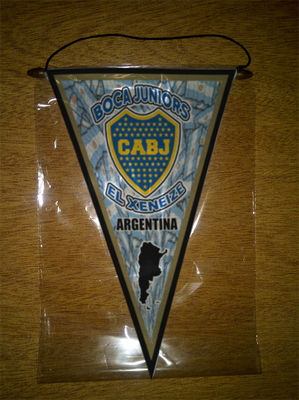 BOCA JUNIORS
CABJ
EL XENEIZE
ARGENTINA